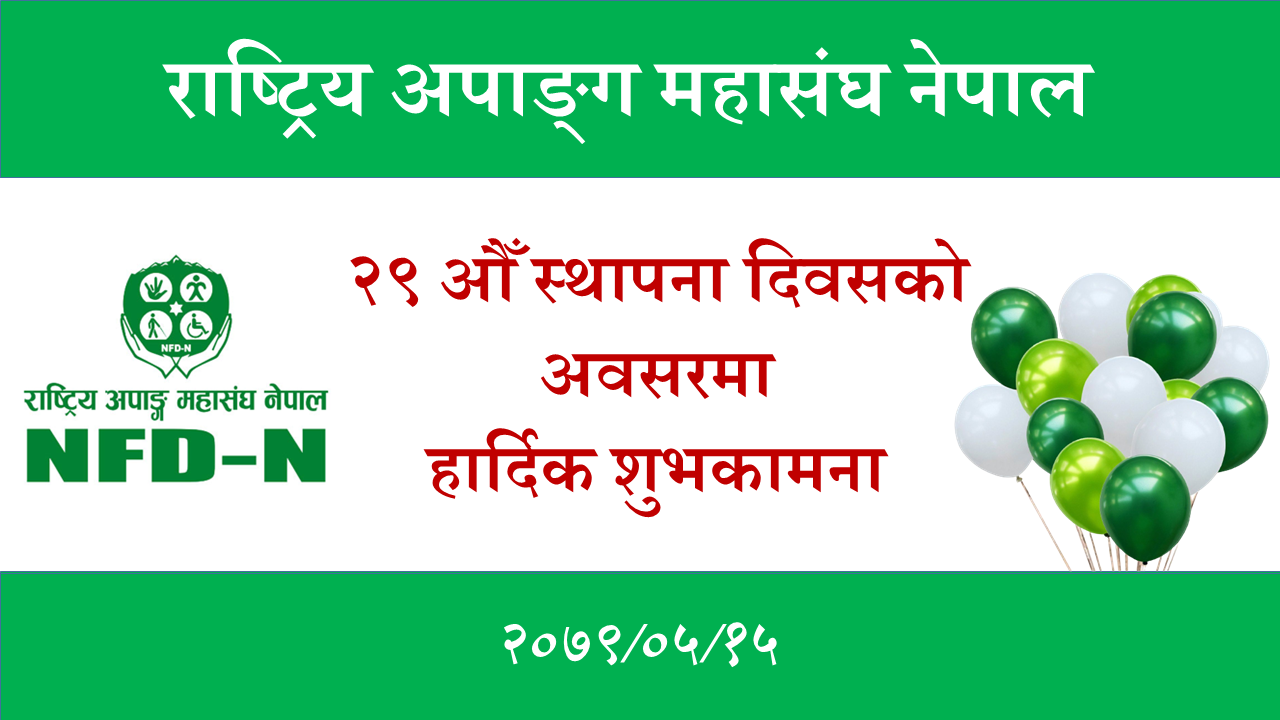 राष्ट्रिय अपाङ्‌ग महासंघ नेपाल
२९ औँ स्थापना दिवसको
अवसरमा
हार्दिक शुभकामना
NFD-N
राष्ट्रिय अपाङ्ग महासंघ नेपाल
NFD-N
२०७९/०५/१५